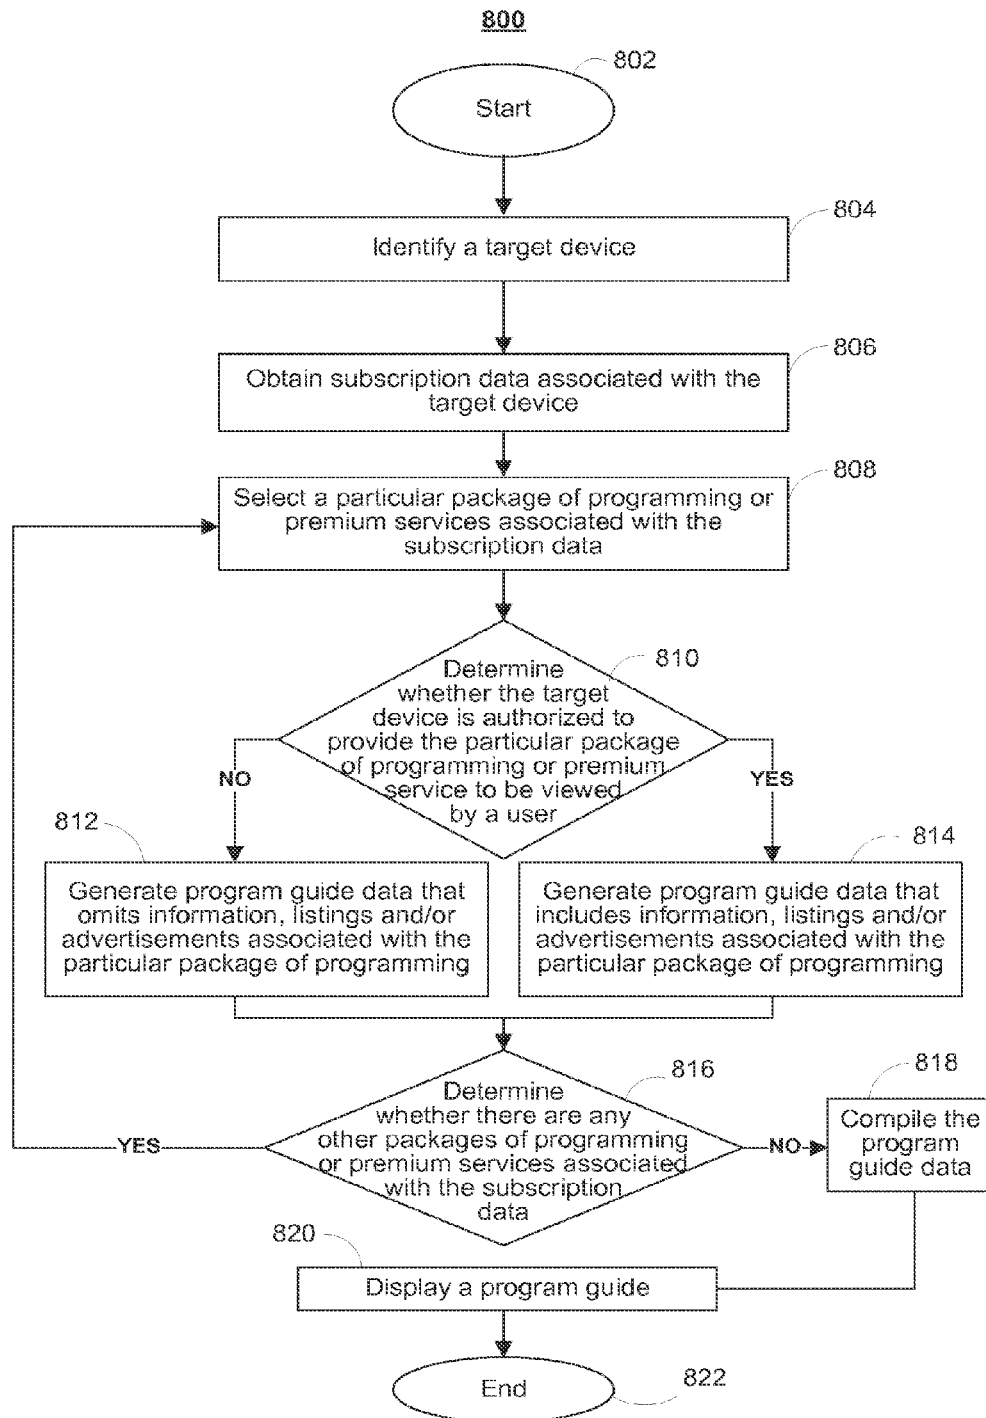 800
802
Start
804
Identify a target device
806
Obtain subscription data associated with the
target device
808
Select a particular package of programming or
premium services associated with the
subscription data
810
Determine
whether the target
device is authorized to
provide the particular package
of programming or premium
service to be viewed
by a user
NO
YES
812
814
Generate program guide data that
omits information, listings and/or
advertisements associated with the
particular package of programming
Generate program guide data that
includes information, listings and/or
advertisements associated with the
particular package of programming
816
818
Determine
whether there are any
other packages of programming
or premium services associated
with the subscription
data
YES
NO
Compile the
program
guide data
820
Display a program guide
End
822